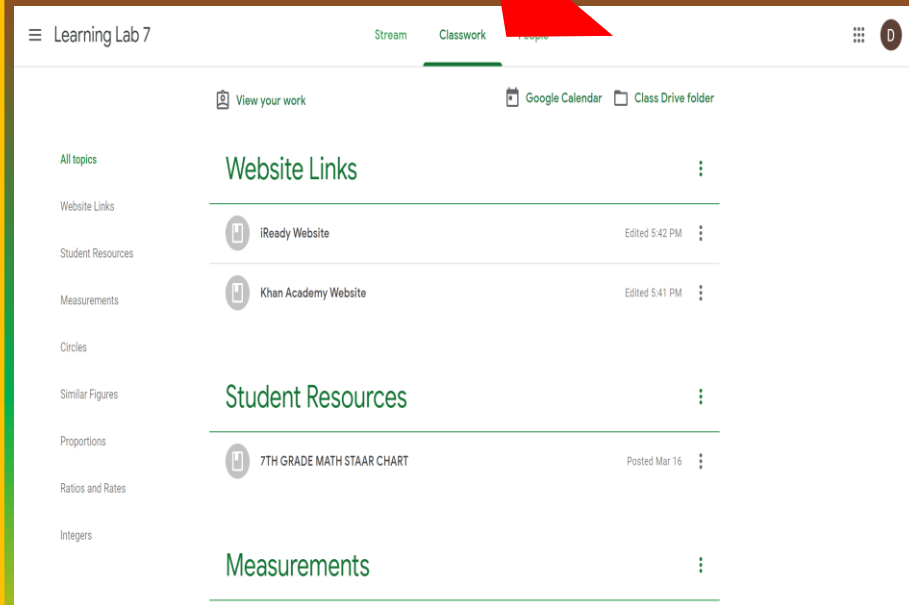 Learning Lab 7
Stream Classwork People
D
View your work
Google Calendar Class Drive folder
All topics
Website Links
Student Resources
Measurements
Circles
Similar Figures
Proportions
Ratios and Rates
Integers
Website Links
iReady Website Edited 5:42 PM
Khan Academy Website Edited 5:41 PM
Student Resources
7TH GRADE MATH STAAR CHART Posted Mar 16
Measurements